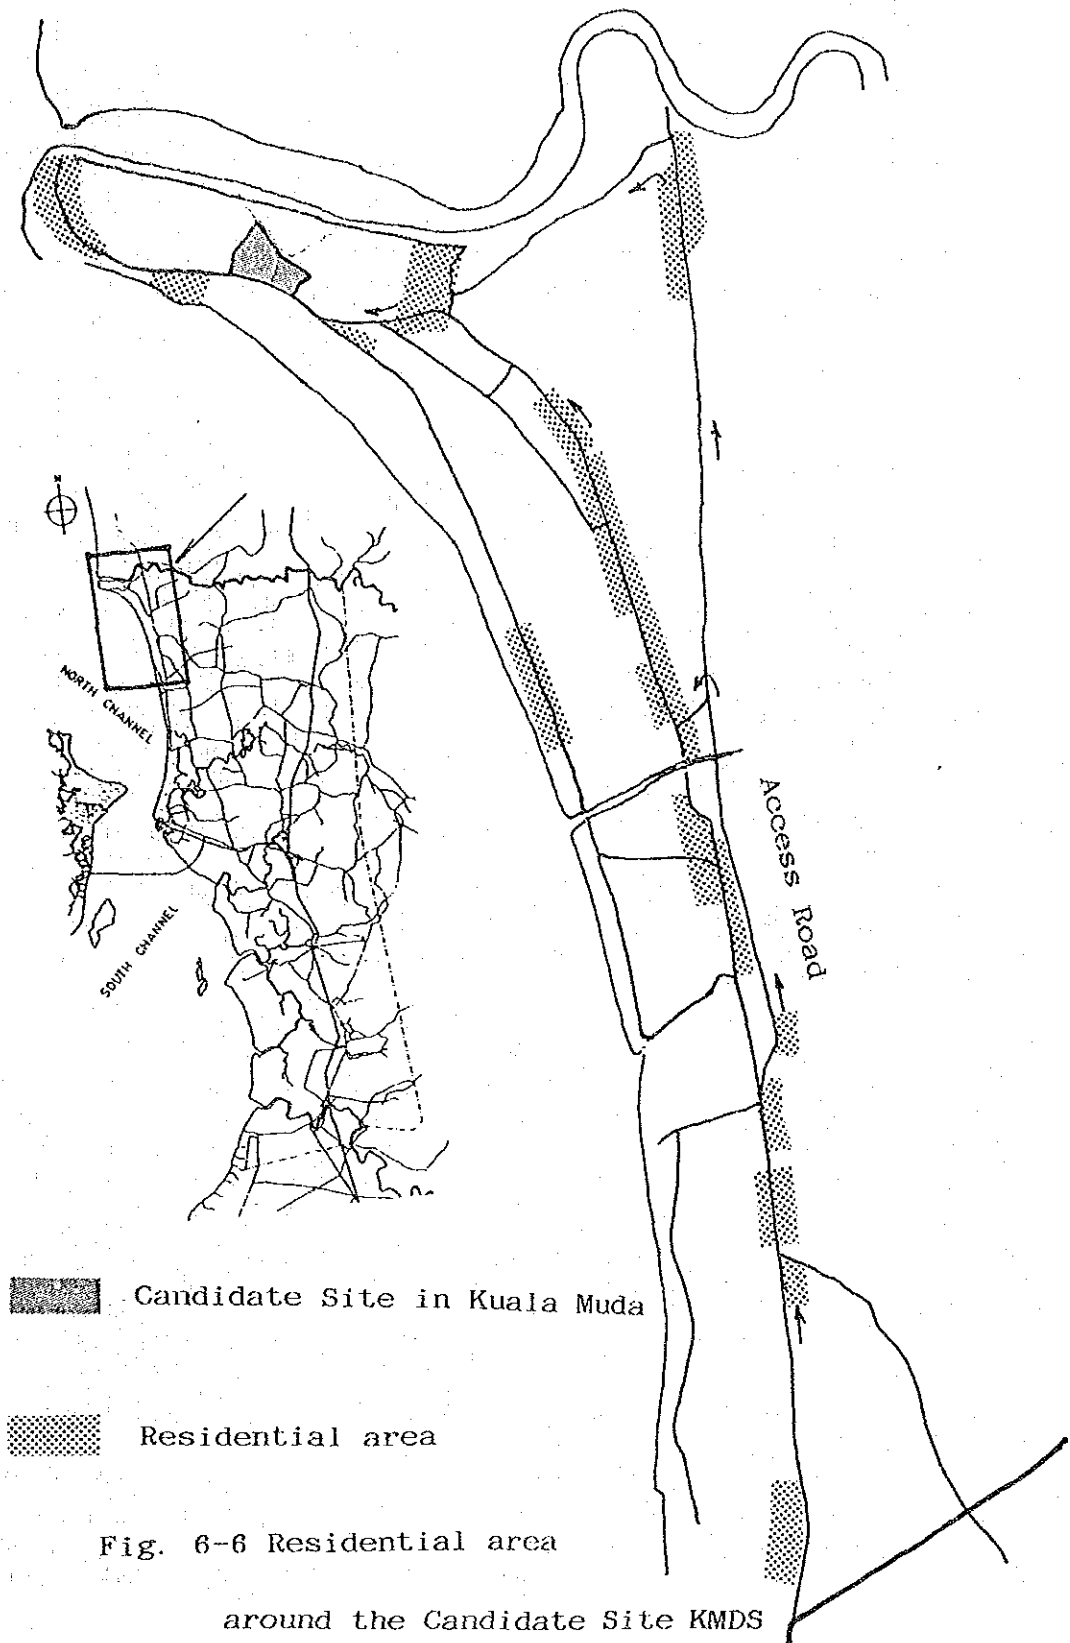 N
NORTH CHANNEL
SOUTH CHANNEL
Access Road
Candidate Site in Kuala Muda
Residential area
Fig. 6-6 Residential area
around the Candidate Site KMDS